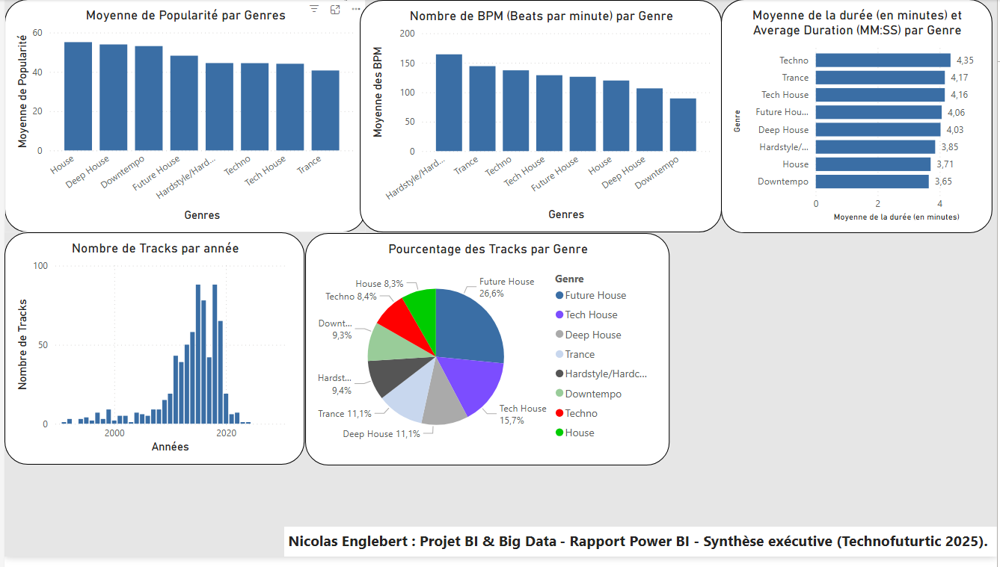 Moyenne de Popularité par Genres
Moyenne de Popularité
60
40
20
0
House
Deep House
Downtempo
Future House
Hardstyle/Hard...
Techno
Tech House
Trance
Genres
Nombre de BPM (Beats par minute) par Genre
Moyenne des BPM
200
150
100
50
0
Hardstyle/Hard...
Trance
Techno
Tech House
Future House
House
Deep House
Downtempo
Genres
Moyenne de la durée (en minutes) et
Average Duration (MM:SS) par Genre
Genre
Techno 4,35
Trance 4,17
Tech House 4,16
Future Hou... 4,06
Deep House 4,03
Hardstyle/... 3,85
House 3,71
Downtempo 3,65
0 2 4
Moyenne de la durée (en minutes)
Nombre de Tracks par année
Nombre de Tracks
100
50
0
2000 2020
Années
Pourcentage des Tracks par Genre
House 8,3%
Techno 8,4%
Downt...
9,3%
Hardst...
9,4%
Trance 11,1%
Deep House 11,1%
Future House
26,6%
Tech House
15,7%
Genre
Future House
Tech House
Deep House
Trance
Hardstyle/Hardc...
Downtempo
Techno
House
Nicolas Englebert : Projet BI & Big Data - Rapport Power BI - Synthèse exécutive (Technofuturtic 2025).